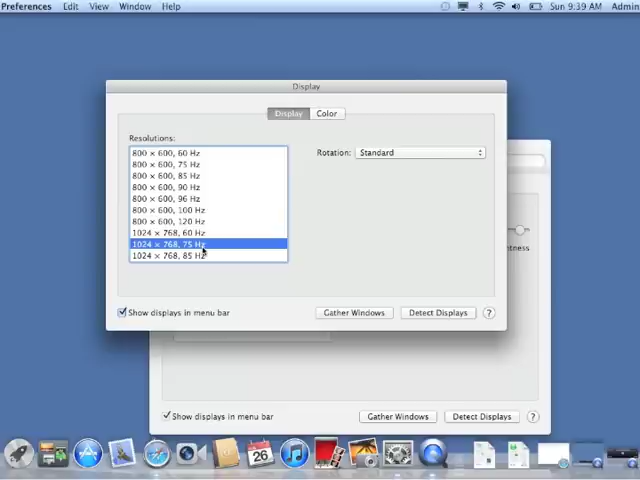 Preferences Edit View Window Help Sun 9:39 AM Admin
Display
Display Color
Resolutions:
Rotation: Standard
800 × 600, 60 Hz
800 × 600, 75 Hz
800 × 600, 85 Hz
800 × 600, 90 Hz
800 × 600, 96 Hz
800 × 600, 100 Hz
800 × 600, 120 Hz
1024 × 768, 60 Hz
1024 × 768, 75 Hz
1024 × 768, 85 Hz
ntness
Show displays in menu bar Gather Windows Detect Displays ?
Show displays in menu bar Gather Windows Detect Displays ?
26